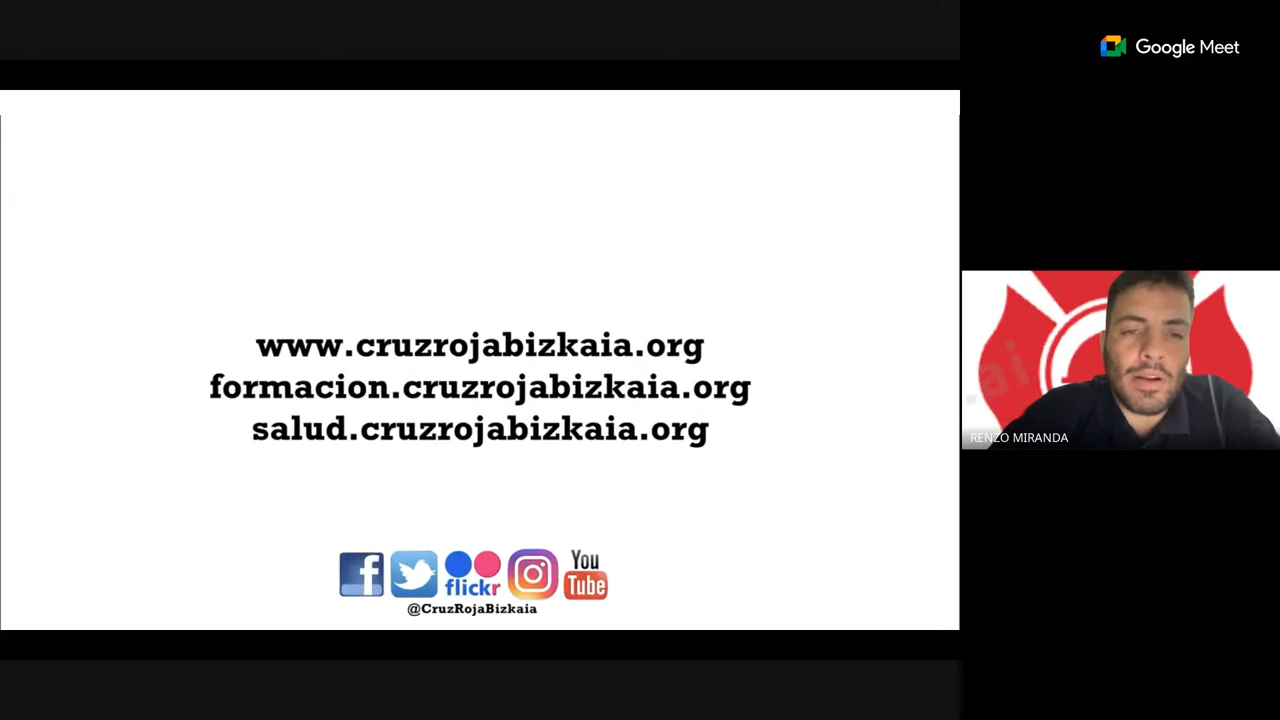 Google Meet
www.cruzrojabizkaia.org
formacion.cruzrojabizkaia.org
salud.cruzrojabizkaia.org
f
flickr
You
Tube
@CruzRojaBizkaia
RENZO MIRANDA